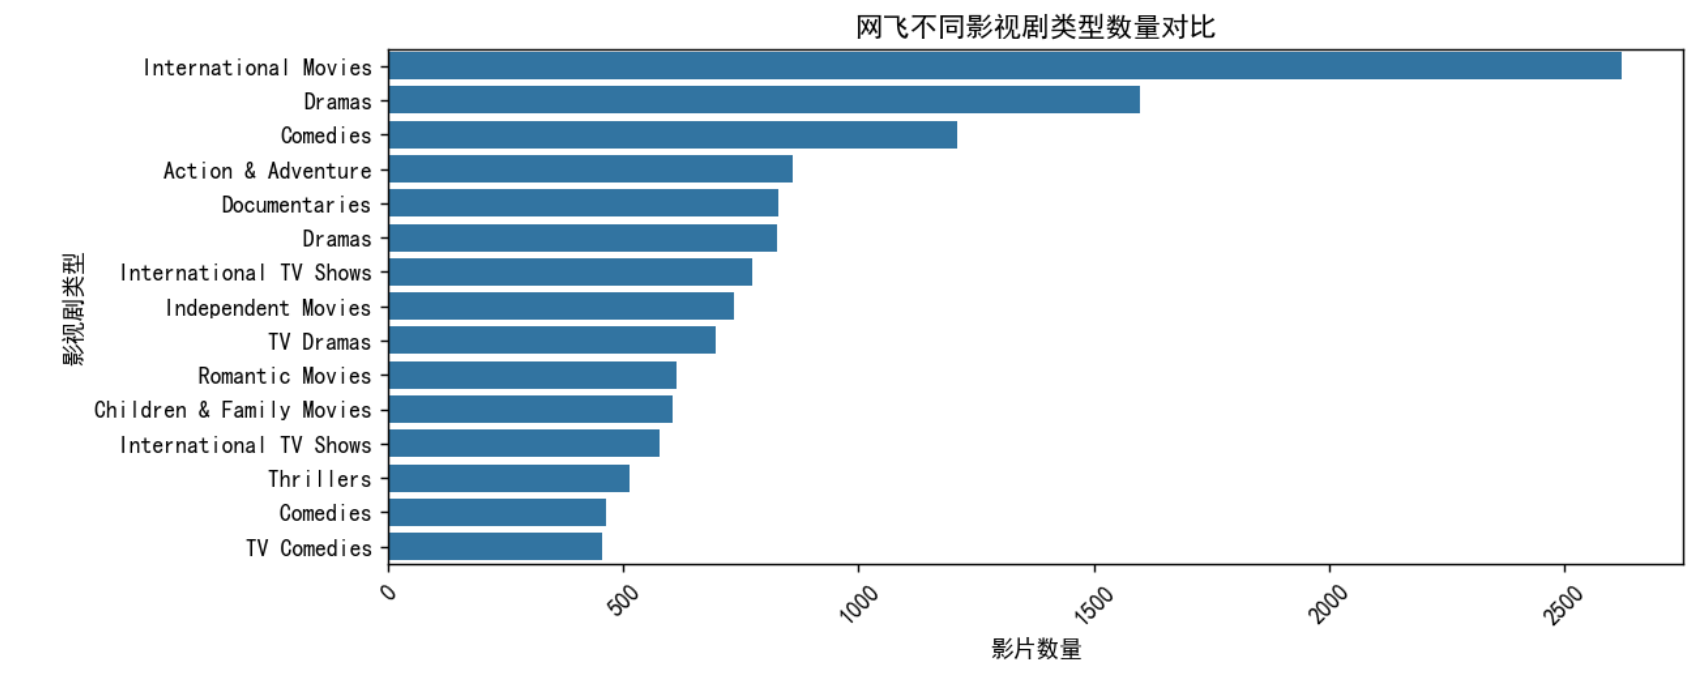 网飞不同影视剧类型数量对比
影视剧类型
International Movies
Dramas
Comedies
Action & Adventure
Documentaries
Dramas
International TV Shows
Independent Movies
TV Dramas
Romantic Movies
Children & Family Movies
International TV Shows
Thrillers
Comedies
TV Comedies
0
500
1000
1500
2000
2500
影片数量